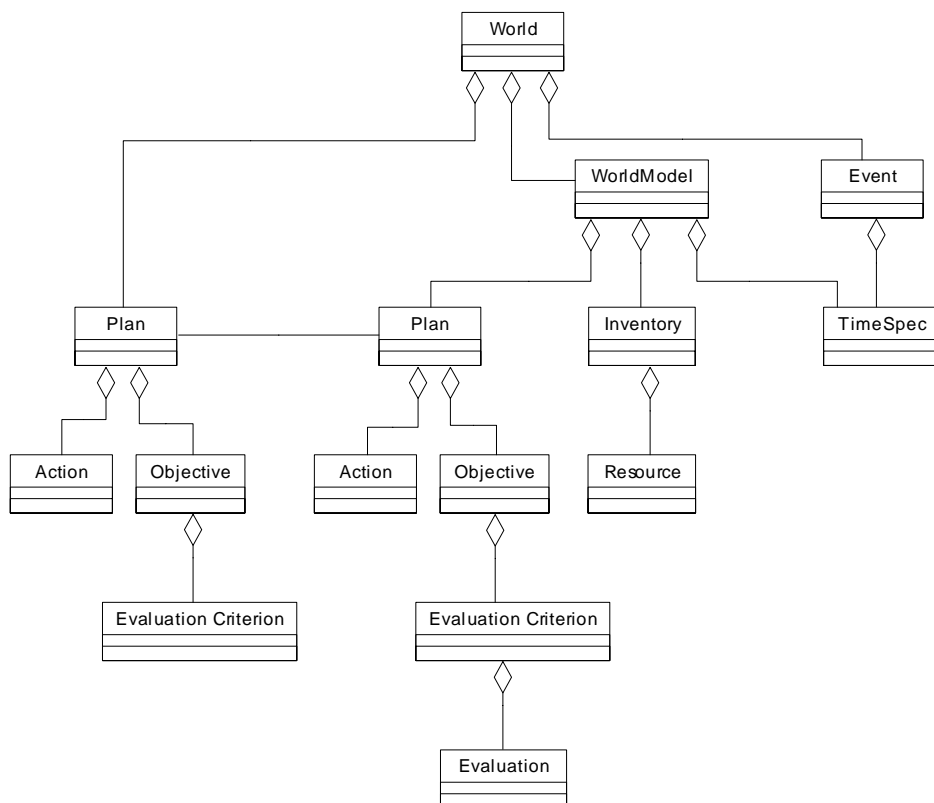 World
WorldModel
Event
Plan
Plan
Inventory
TimeSpec
Action
Objective
Action
Objective
Resource
Evaluation Criterion
Evaluation Criterion
Evaluation